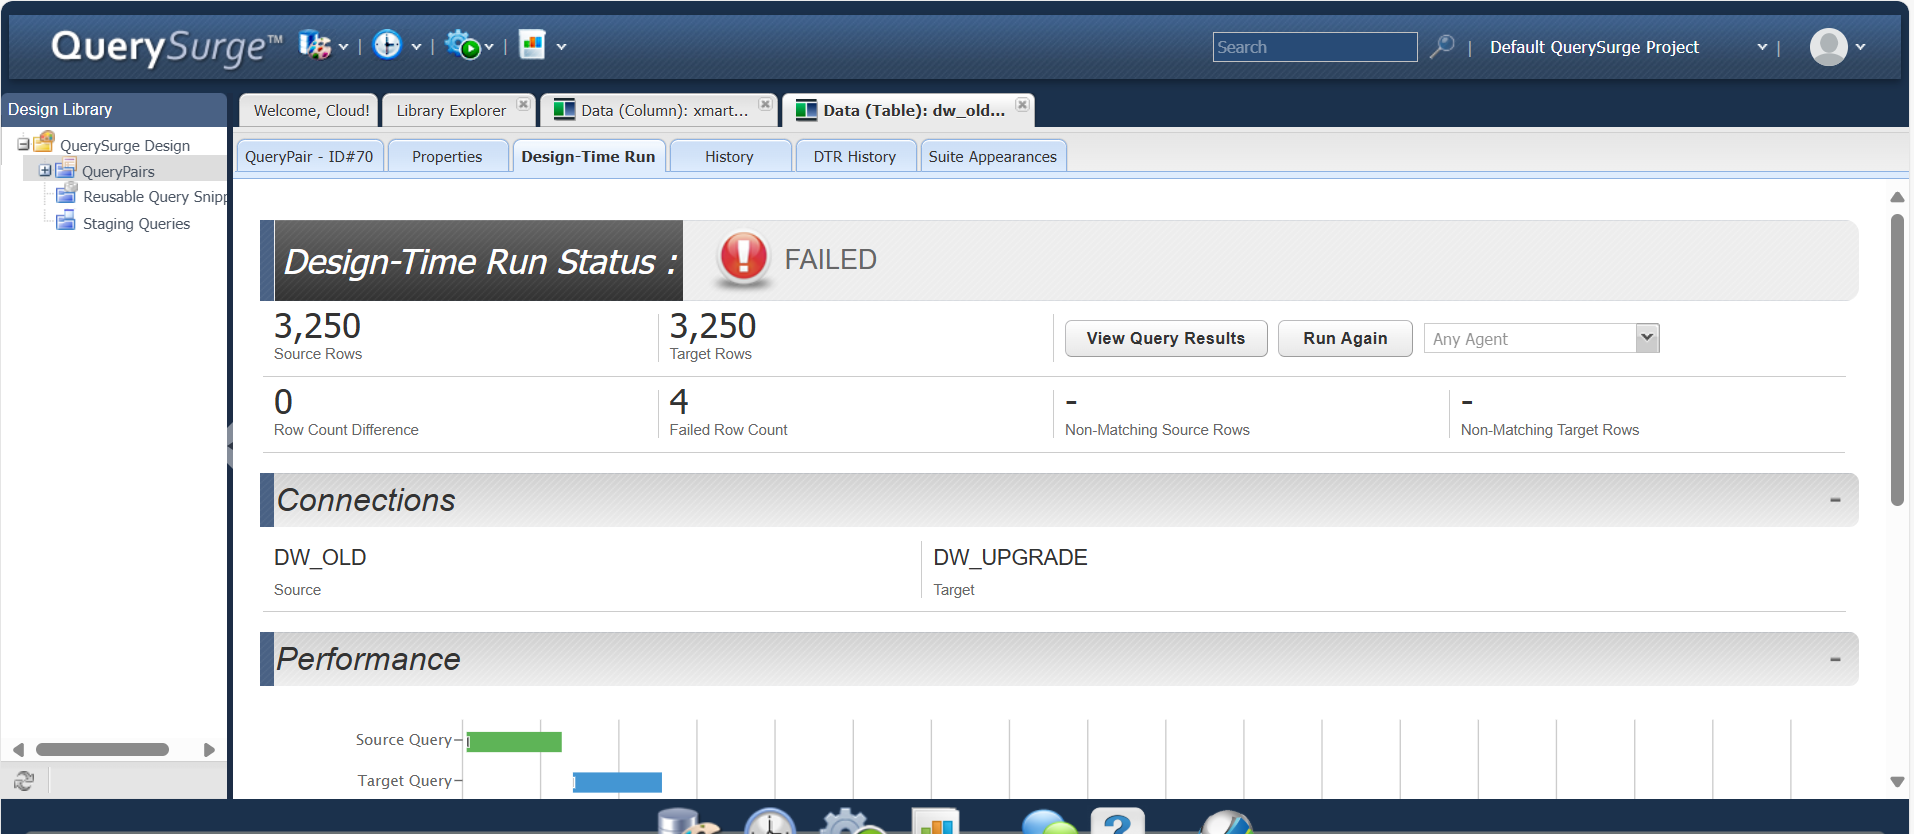 QuerySurge™
Search
Default QuerySurge Project
Design Library
Welcome, Cloud!
Library Explorer
Data (Column): xmart...
Data (Table): dw_old...
QuerySurge Design
QueryPairs
Reusable Query Snipp
Staging Queries
QueryPair - ID#70
Properties
Design-Time Run
History
DTR History
Suite Appearances
Design-Time Run Status :
FAILED
3,250
Source Rows
3,250
Target Rows
View Query Results
Run Again
Any Agent
0
Row Count Difference
4
Failed Row Count
-
Non-Matching Source Rows
-
Non-Matching Target Rows
Connections
DW_OLD
Source
DW_UPGRADE
Target
Performance
Source Query
Target Query